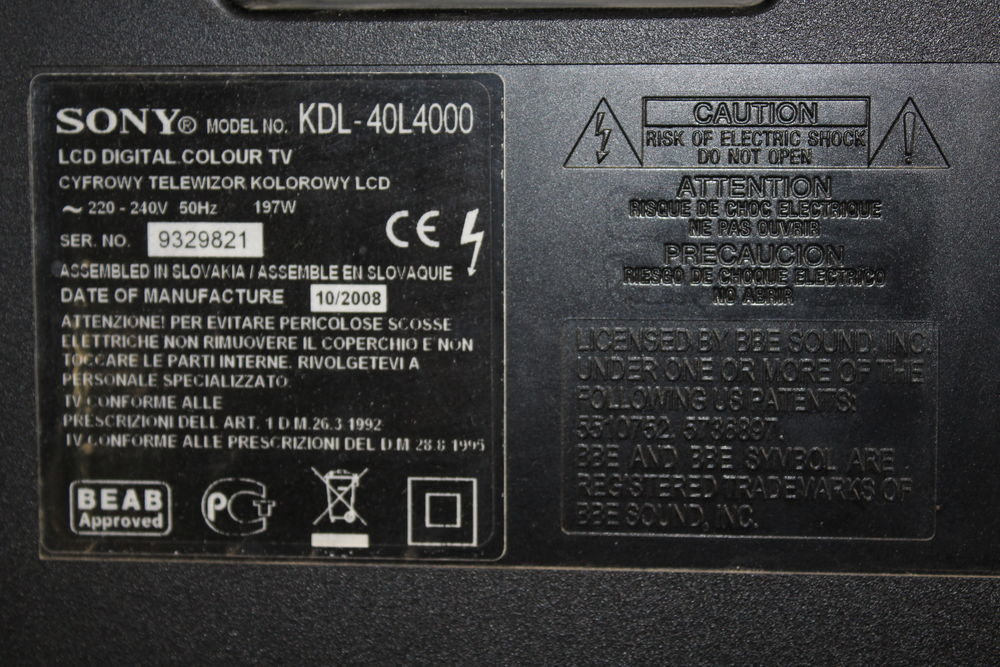 SONY® MODEL NO. KDL-40L4000
LCD DIGITAL COLOUR TV
CYFROWY TELEWIZOR KOLOROWY LCD
~ 220 - 240V 50Hz 197W
SER. NO. 9329821
CE
ASSEMBLED IN SLOVAKIA / ASSEMBLE EN SLOVAQUIE
DATE OF MANUFACTURE 10/2008
ATTENZIONE! PER EVITARE PERICOLOSE SCOSSE
ELETTRICHE NON RIMUOVERE IL COPERCHIO E NON
TOCCARE LE PARTI INTERNE. RIVOLGETEVI A
PERSONALE SPECIALIZZATO.
TV CONFORME ALLE
PRESCRIZIONI DELL ART. 1 D.M. 26.3 1992
TV CONFORME ALLE PRESCRIZIONI DEL D M 28.8 1995
BEAB
Approved
CAUTION
RISK OF ELECTRIC SHOCK
DO NOT OPEN
ATTENTION
RISQUE DE CHOC ELECTRIQUE
NE PAS OUVRIR
PRECAUCION
RIESGO DE CHOQUE ELECTRICO
NO ABRIR
LICENSED BY BBE SOUND, INC.
UNDER ONE OR MORE OF THE
FOLLOWING US PATENTS:
5510752, 5736897.
BBE AND BBE SYMBOL ARE
REGISTERED TRADEMARKS OF
BBE SOUND, INC.